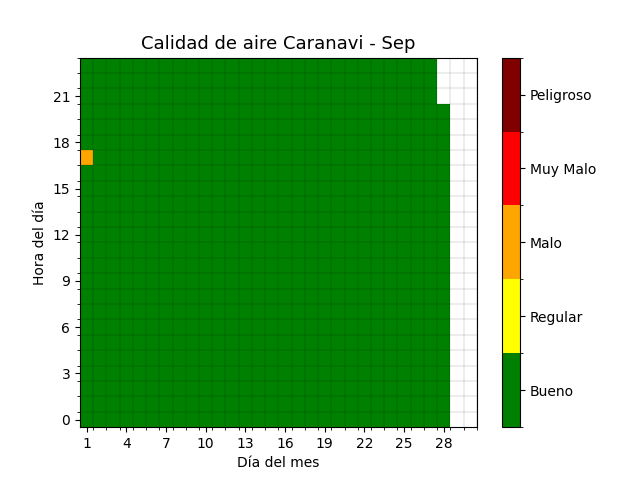 Calidad de aire Caranavi - Sep
Hora del día
21
18
15
12
9
6
3
0
1 4 7 10 13 16 19 22 25 28
Día del mes
Peligroso
Muy Malo
Malo
Regular
Bueno